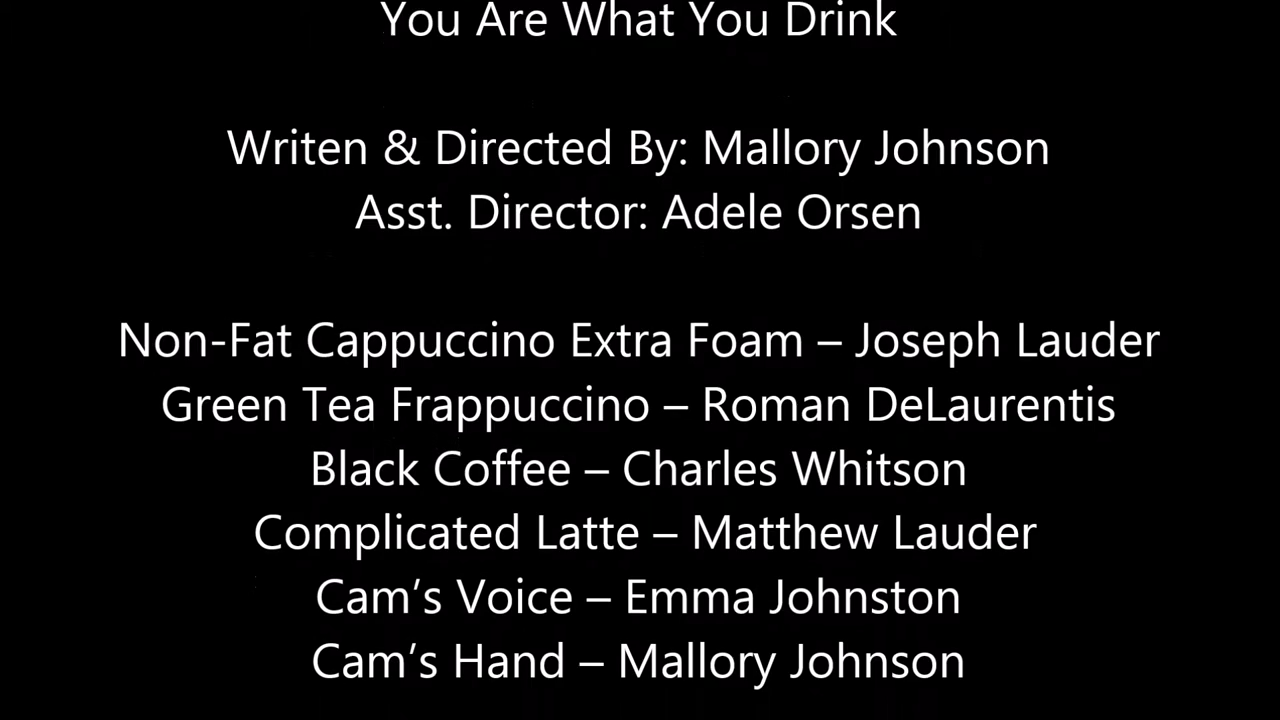 You Are What You Drink
Writen & Directed By: Mallory Johnson
Asst. Director: Adele Orsen
Non-Fat Cappuccino Extra Foam – Joseph Lauder
Green Tea Frappuccino – Roman DeLaurentis
Black Coffee – Charles Whitson
Complicated Latte – Matthew Lauder
Cam’s Voice – Emma Johnston
Cam’s Hand – Mallory Johnson